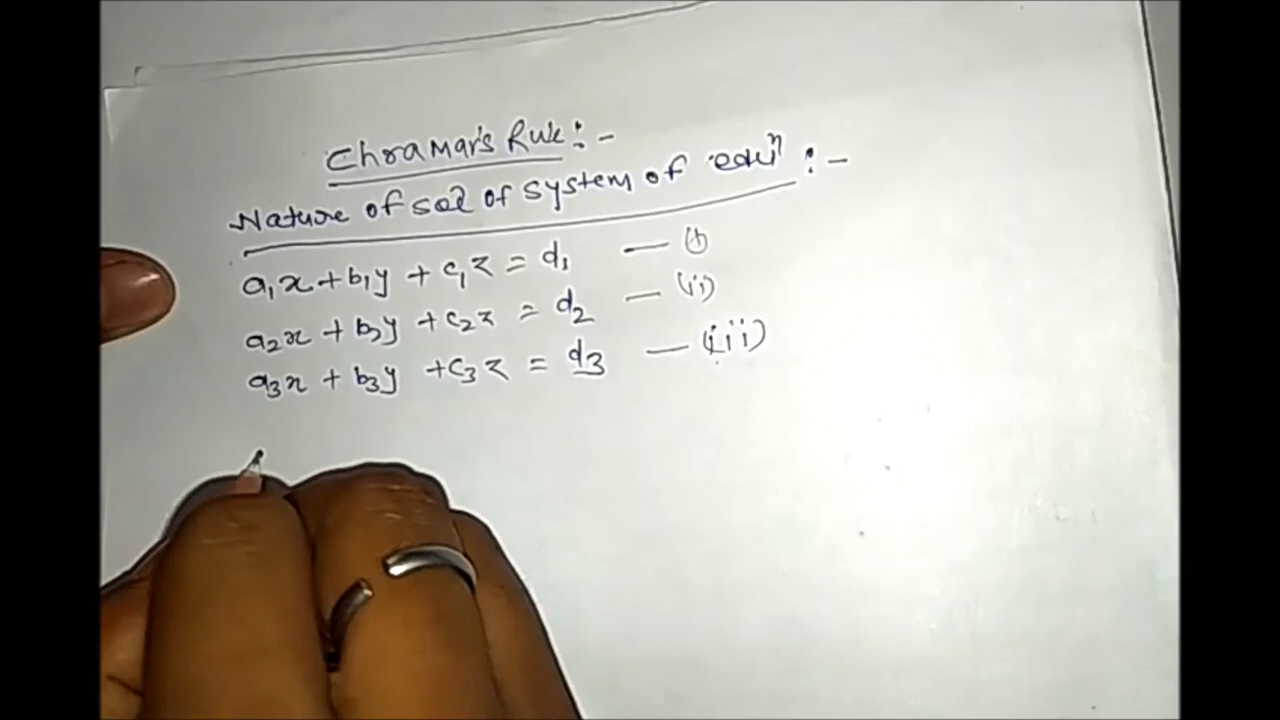 Chramar's Rule:-
Nature of sol of system of equⁿ :-
a₁x + b₁y + c₁z = d₁ — (i)
a₂x + b₂y + c₂z = d₂ — (ii)
a₃x + b₃y + c₃z = d₃ — (iii)